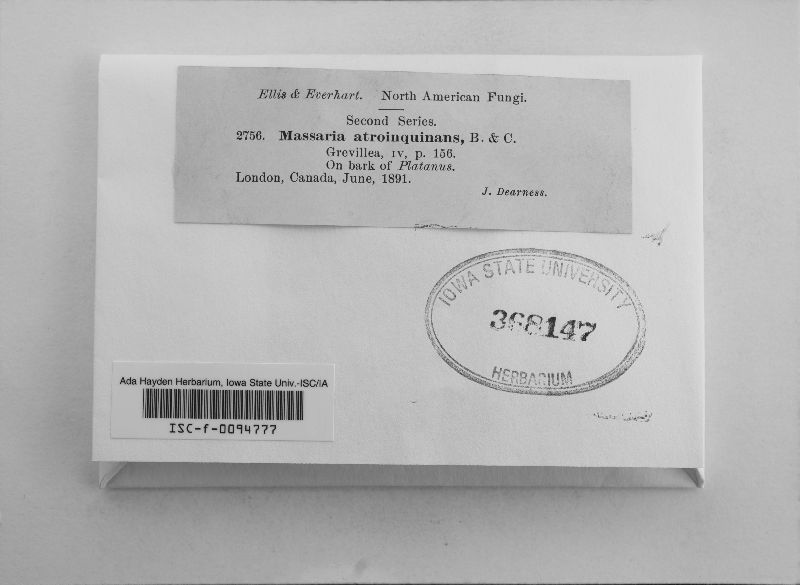 Ellis & Everhart. North American Fungi.
Second Series.
2756. Massaria atroinquinans, B. & C.
Grevillea, IV, p. 156.
On bark of Platanus.
London, Canada, June, 1891.
J. Dearness.
IOWA STATE UNIVERSITY
368147
HERBARIUM
Ada Hayden Herbarium, Iowa State Univ.-ISC/IA
ISC-f-0094777